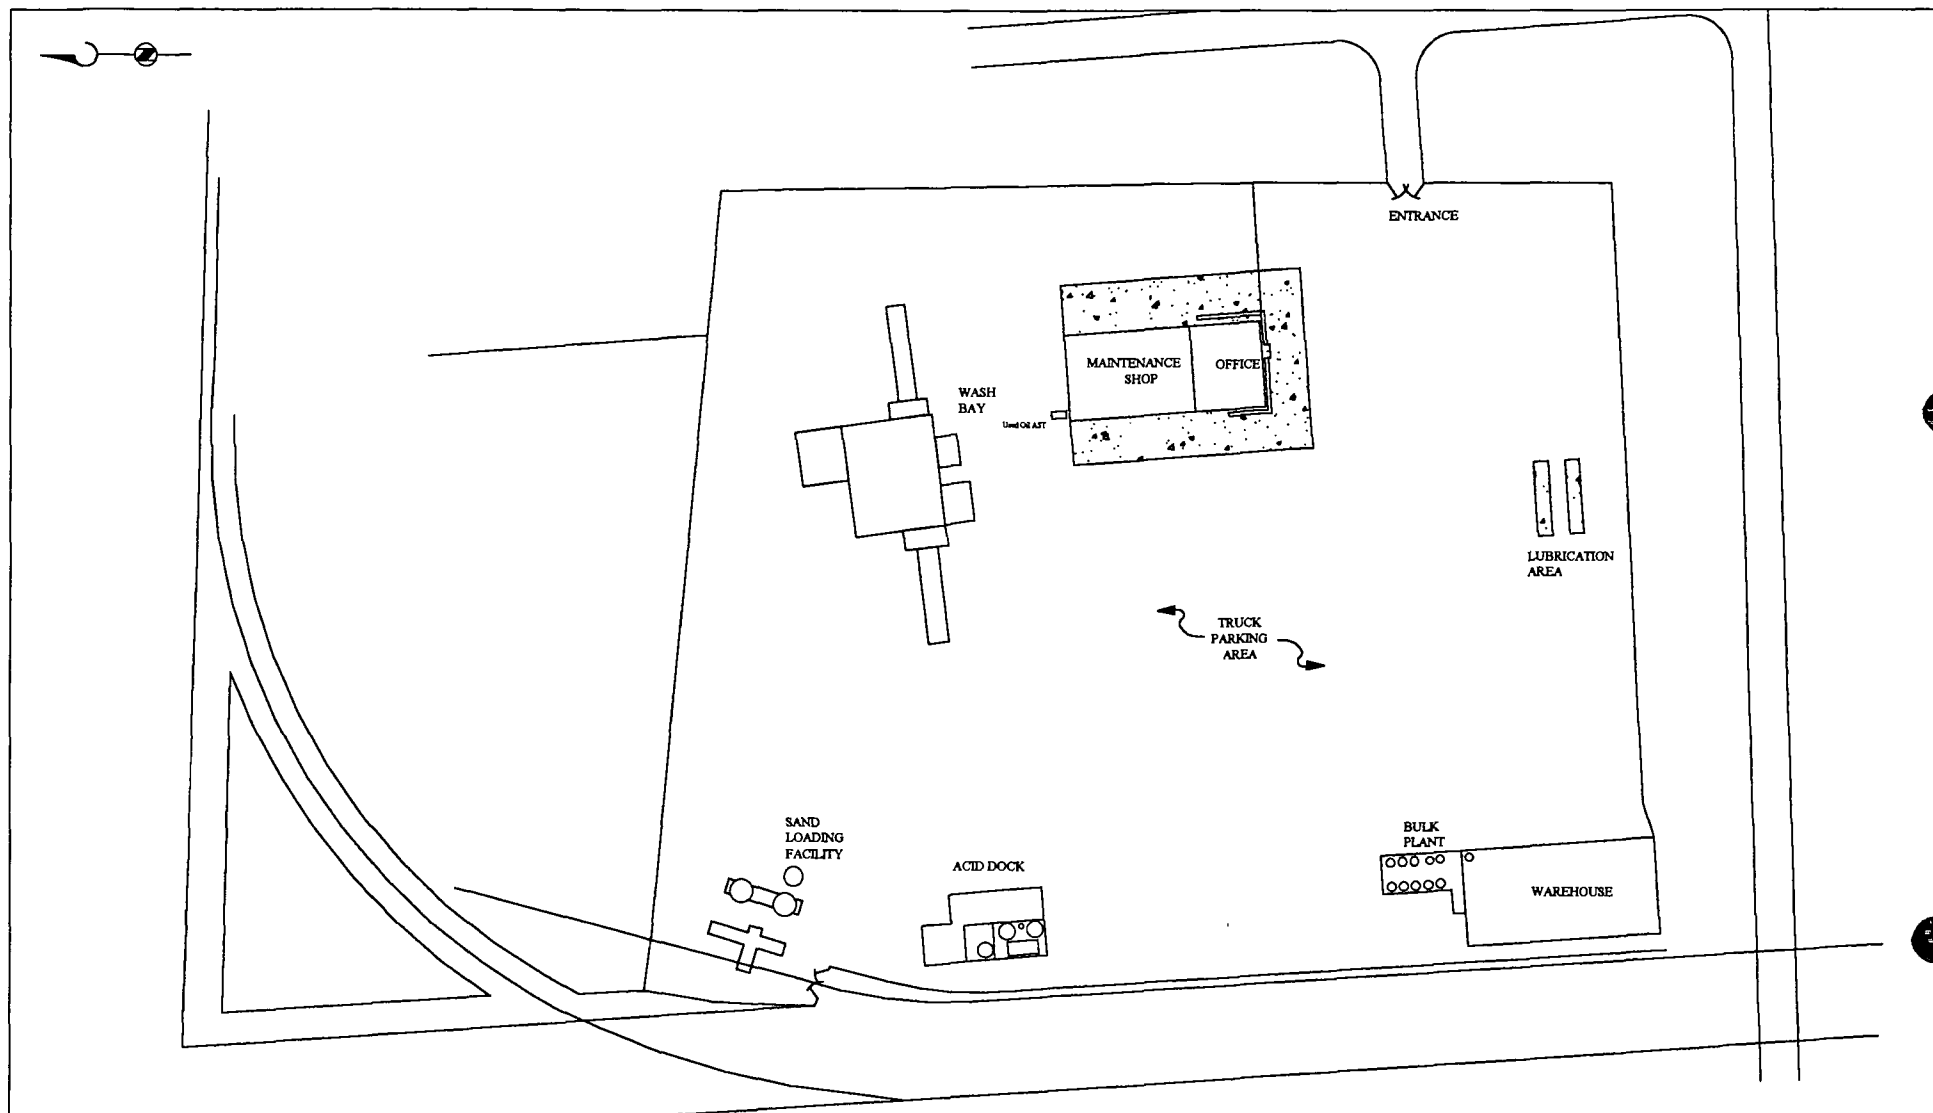 ENTRANCE
MAINTENANCE
SHOP
OFFICE
WASH
BAY
Used Oil AST
LUBRICATION
AREA
TRUCK
PARKING
AREA
SAND
LOADING
FACILITY
ACID DOCK
BULK
PLANT
WAREHOUSE